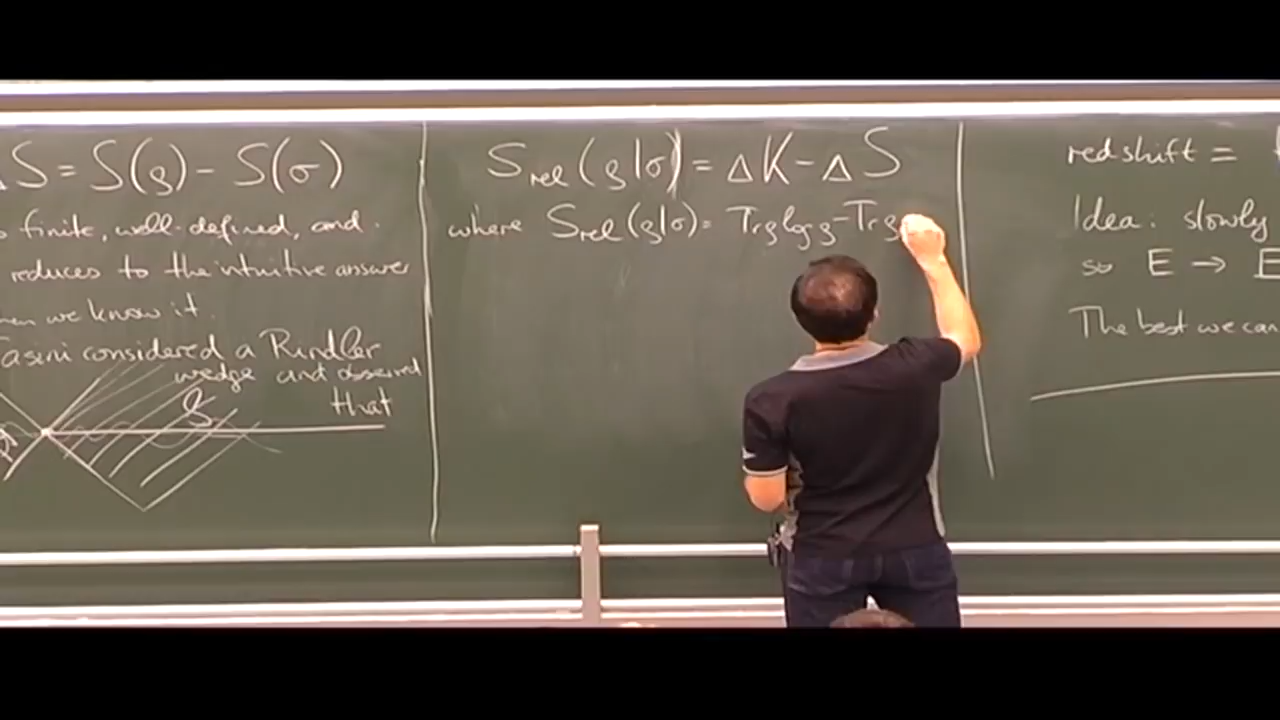 ΔS = S(ρ) - S(σ)
finite, well-defined, and
reduces to the intuitive answer
when we know it.
Casini considered a Rindler
wedge and observed
that
ρ
S_rel (ρ|σ) = ΔK - ΔS
where S_rel (ρ|σ) = Tr ρ log ρ - Tr ρ
redshift =
Idea: slowly
so E → E
The best we can